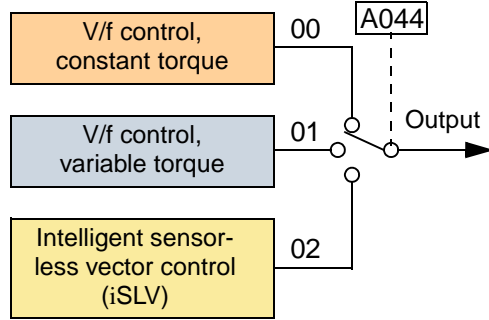 V/f control,
constant torque
00
A044
V/f control,
variable torque
01
Output
Intelligent sensor-
less vector control
(iSLV)
02